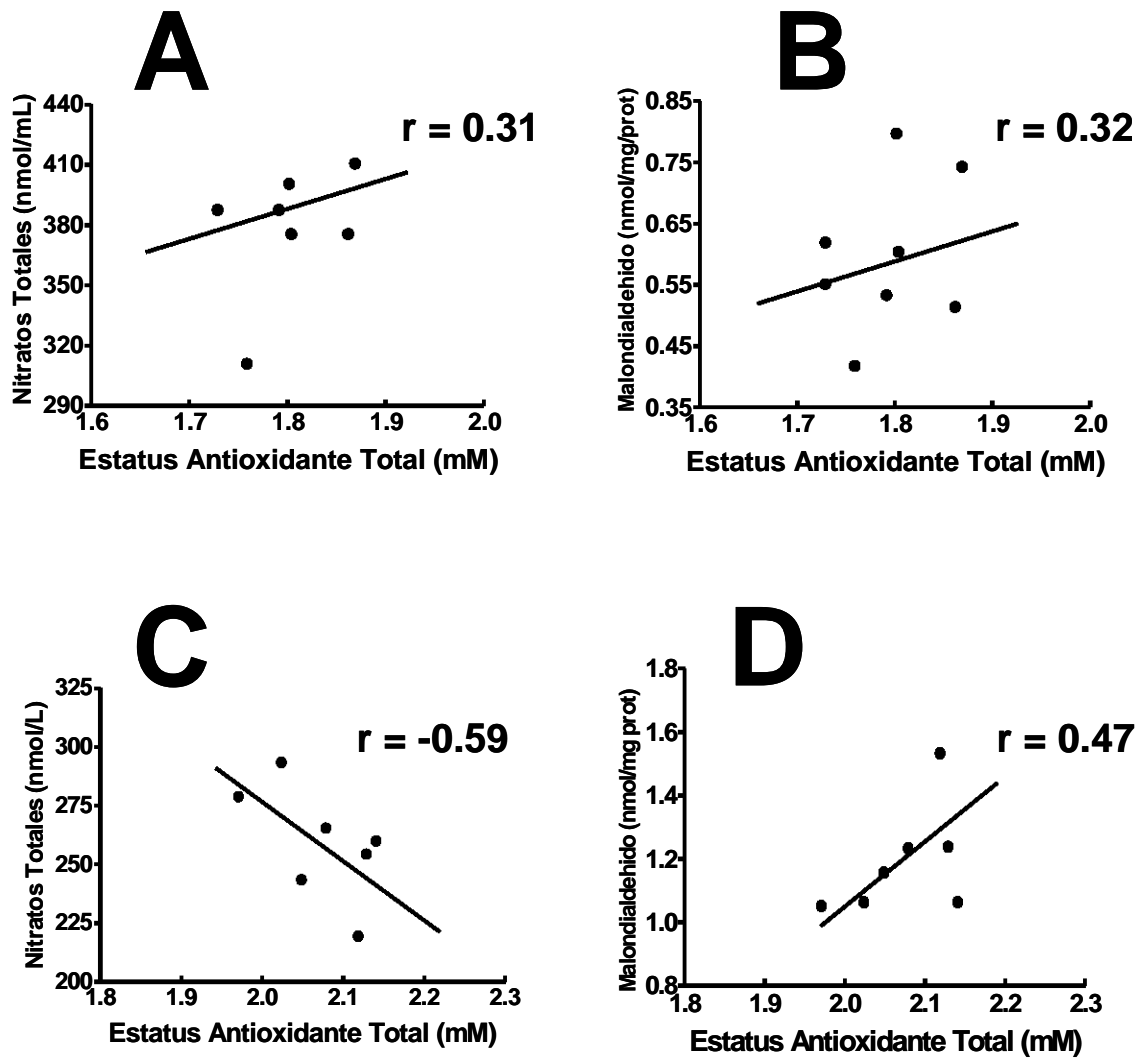 A
r = 0.31
Nitratos Totales (nmol/mL)
440
410
380
350
320
290
1.6 1.7 1.8 1.9 2.0
Estatus Antioxidante Total (mM)
B
r = 0.32
Malondialdehido (nmol/mg/prot)
0.85
0.75
0.65
0.55
0.45
0.35
1.6 1.7 1.8 1.9 2.0
Estatus Antioxidante Total (mM)
C
r = -0.59
Nitratos Totales (nmol/L)
325
300
275
250
225
200
1.8 1.9 2.0 2.1 2.2 2.3
Estatus Antioxidante Total (mM)
D
r = 0.47
Malondialdehido (nmol/mg prot)
1.8
1.6
1.4
1.2
1.0
0.8
1.8 1.9 2.0 2.1 2.2 2.3
Estatus Antioxidante Total (mM)